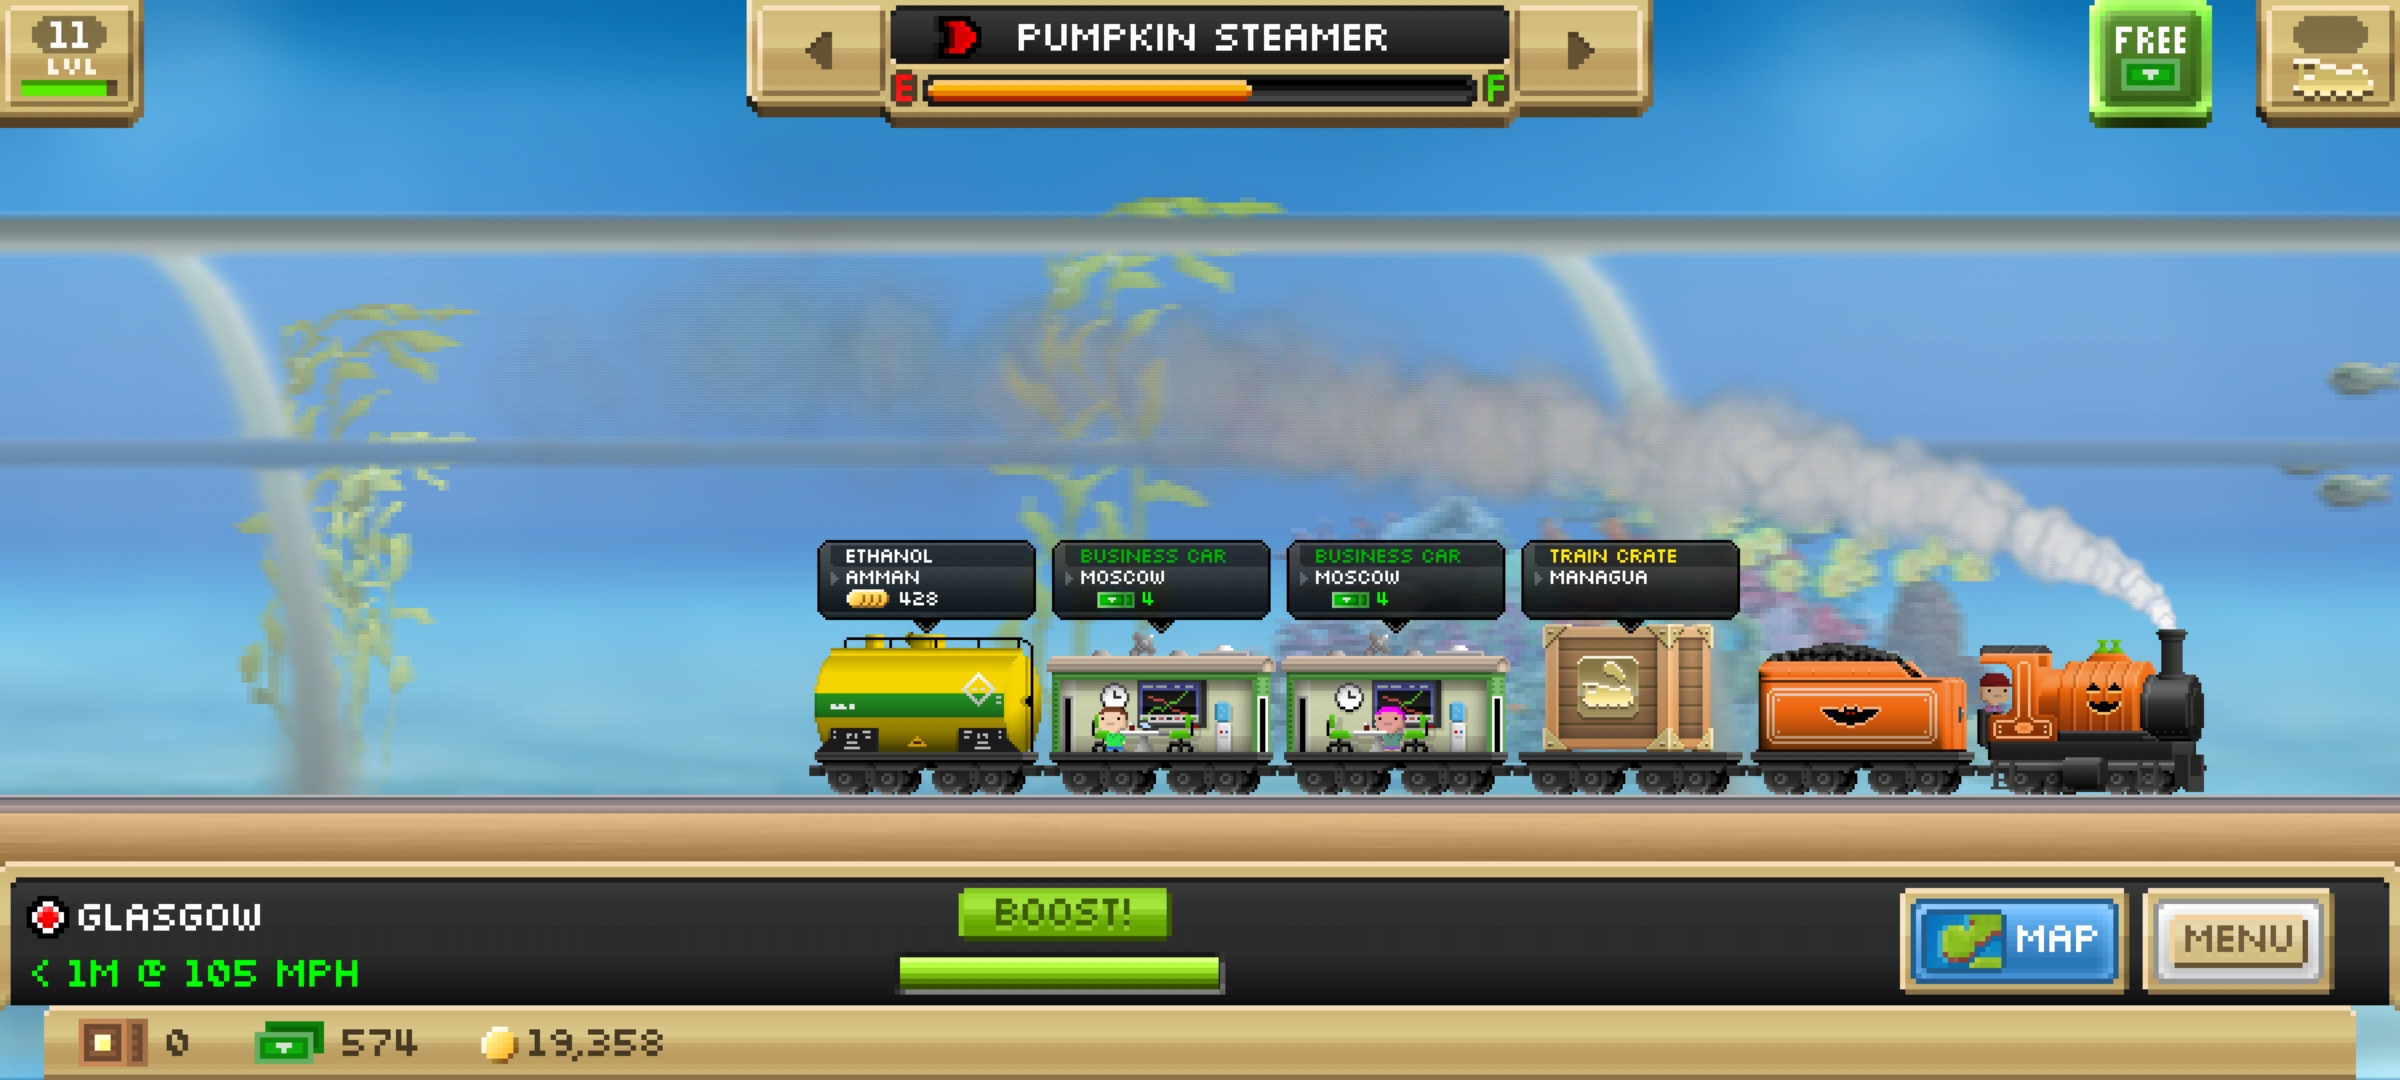 11
LVL
PUMPKIN STEAMER
E
F
FREE
ETHANOL
AMMAN
428
BUSINESS CAR
MOSCOW
4
BUSINESS CAR
MOSCOW
4
TRAIN CRATE
MANAGUA
GLASGOW
< 1M @ 105 MPH
BOOST!
MAP
MENU
0
574
19,358